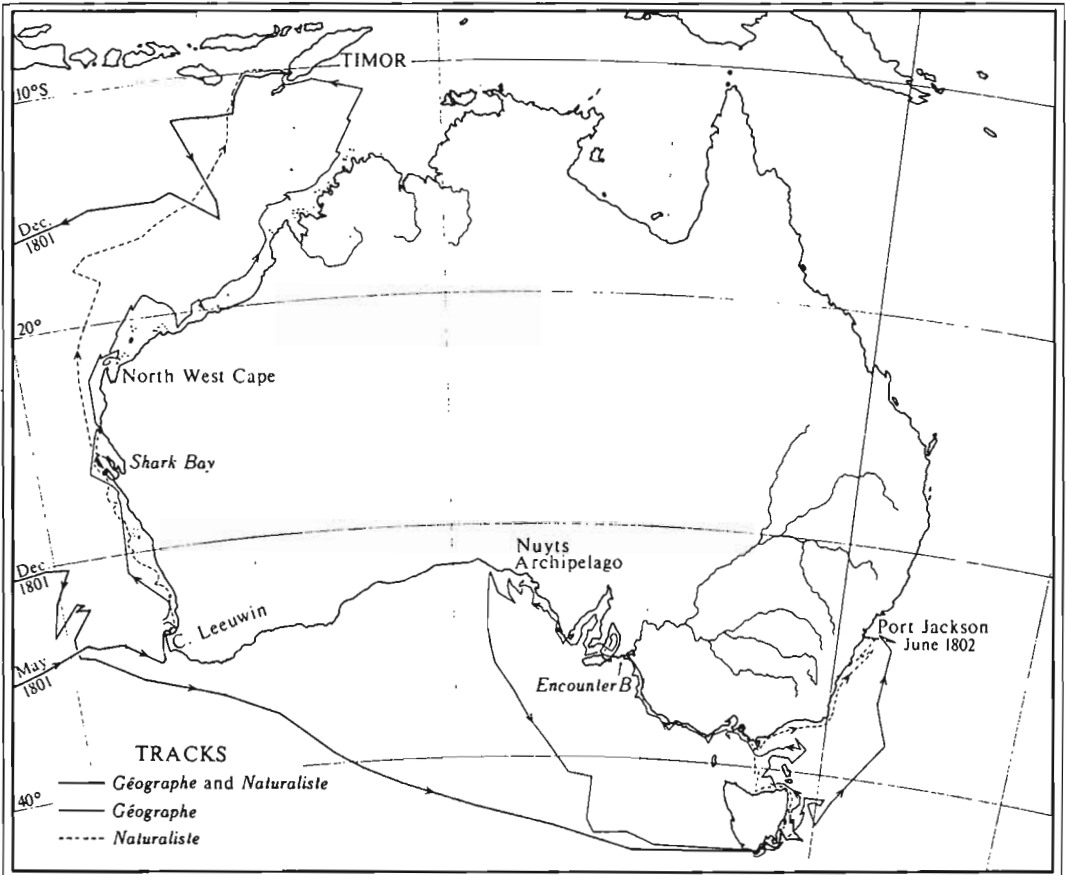 TIMOR
10°S
Dec.
1801
20°
North West Cape
Shark Bay
Nuyts
Archipelago
Dec.
1801
C. Leeuwin
Port Jackson
June 1802
May
1801
Encounter B
TRACKS
Géographe and Naturaliste
Géographe
Naturaliste
40°